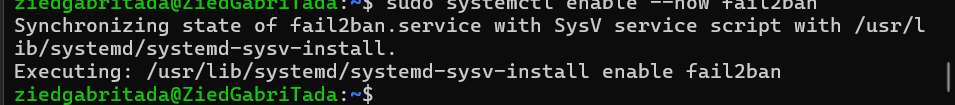 ziedgabritada@ZiedGabriTada:~$ sudo systemctl enable --now fail2ban
Synchronizing state of fail2ban.service with SysV service script with /usr/l
ib/systemd/systemd-sysv-install.
Executing: /usr/lib/systemd/systemd-sysv-install enable fail2ban
ziedgabritada@ZiedGabriTada:~$